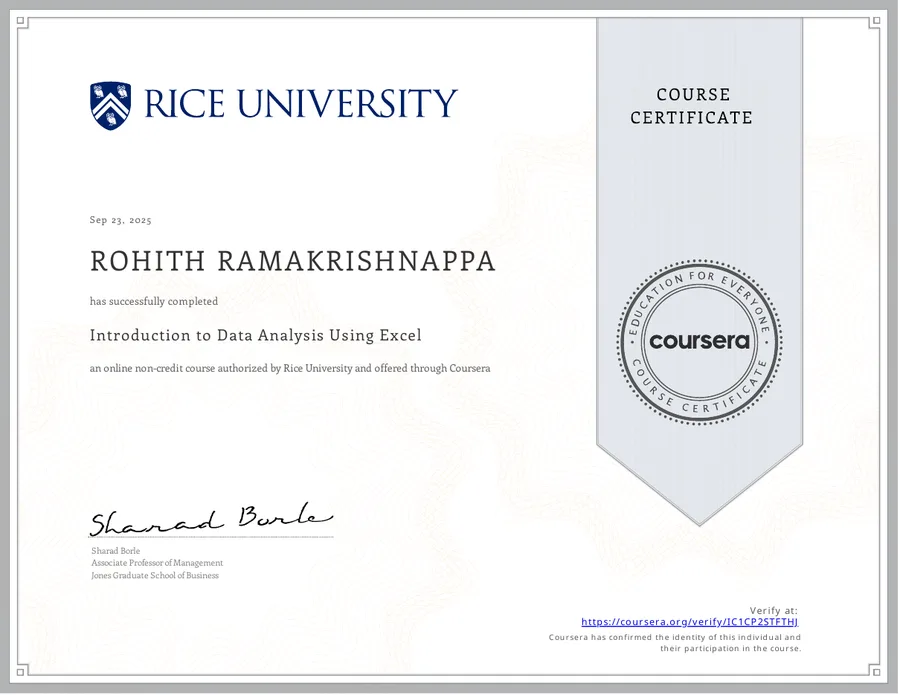 RICE UNIVERSITY
COURSE
CERTIFICATE
Sep 23, 2025
ROHITH RAMAKRISHNAPPA
has successfully completed
Introduction to Data Analysis Using Excel
an online non-credit course authorized by Rice University and offered through Coursera
EDUCATION FOR EVERYONE
coursera
COURSE CERTIFICATE
Sharad Borle
Sharad Borle
Associate Professor of Management
Jones Graduate School of Business
Verify at:
https://coursera.org/verify/IC1CP2STFTHJ
Coursera has confirmed the identity of this individual and
their participation in the course.